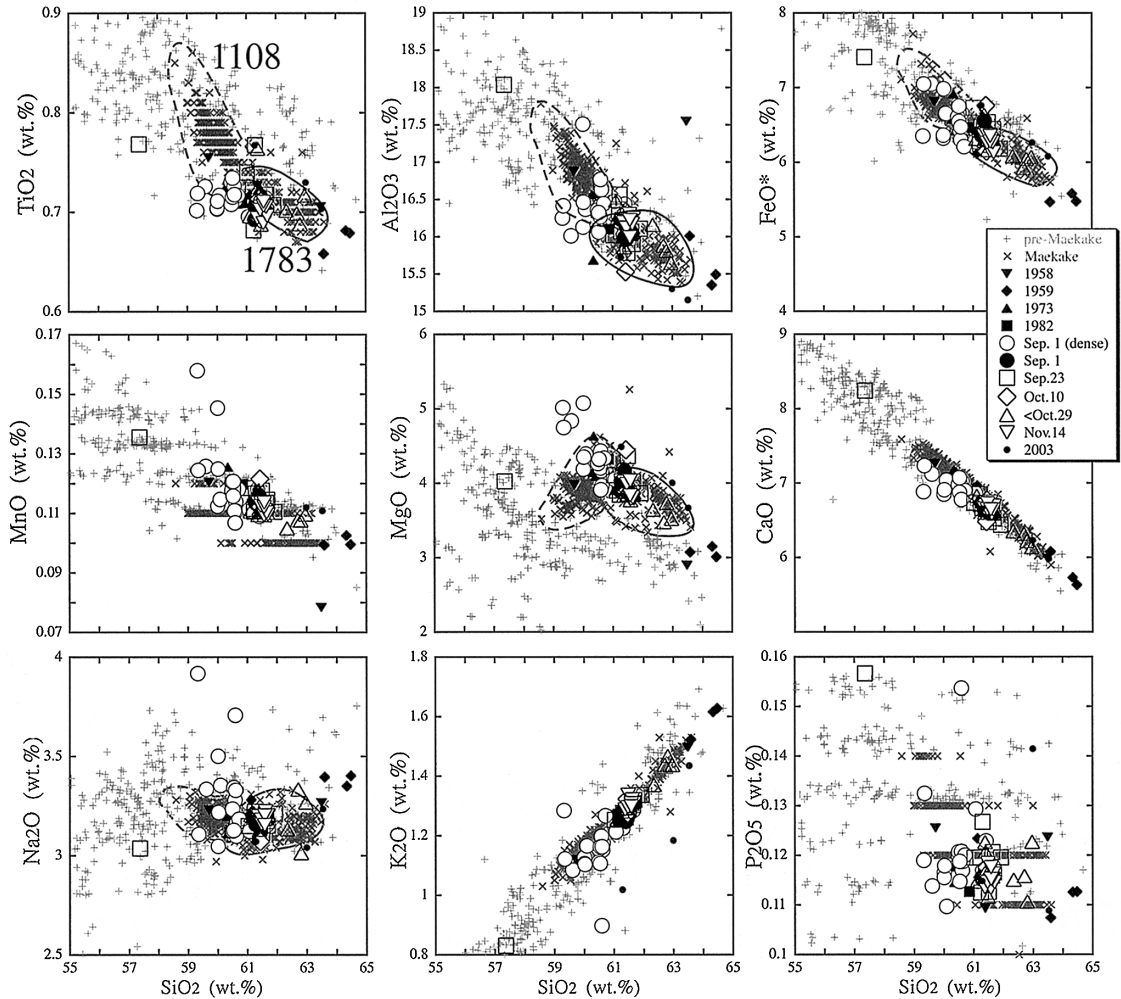 TiO2 (wt.%)
0.9
0.8
0.7
0.6
1108
1783
Al2O3 (wt.%)
19
18.5
18
17.5
17
16.5
16
15.5
15
FeO* (wt.%)
8
7
6
5
4
pre-Maekake
Maekake
1958
1959
1973
1982
Sep. 1 (dense)
Sep. 1
Sep.23
Oct.10
<Oct.29
Nov.14
2003
MnO (wt.%)
0.17
0.15
0.13
0.11
0.09
0.07
MgO (wt.%)
6
5
4
3
2
CaO (wt.%)
9
8
7
6
Na2O (wt.%)
4
3.5
3
2.5
55 57 59 61 63 65
SiO2 (wt.%)
K2O (wt.%)
1.8
1.6
1.4
1.2
1
0.8
55 57 59 61 63 65
SiO2 (wt.%)
P2O5 (wt.%)
0.16
0.15
0.14
0.13
0.12
0.11
0.1
55 57 59 61 63 65
SiO2 (wt.%)